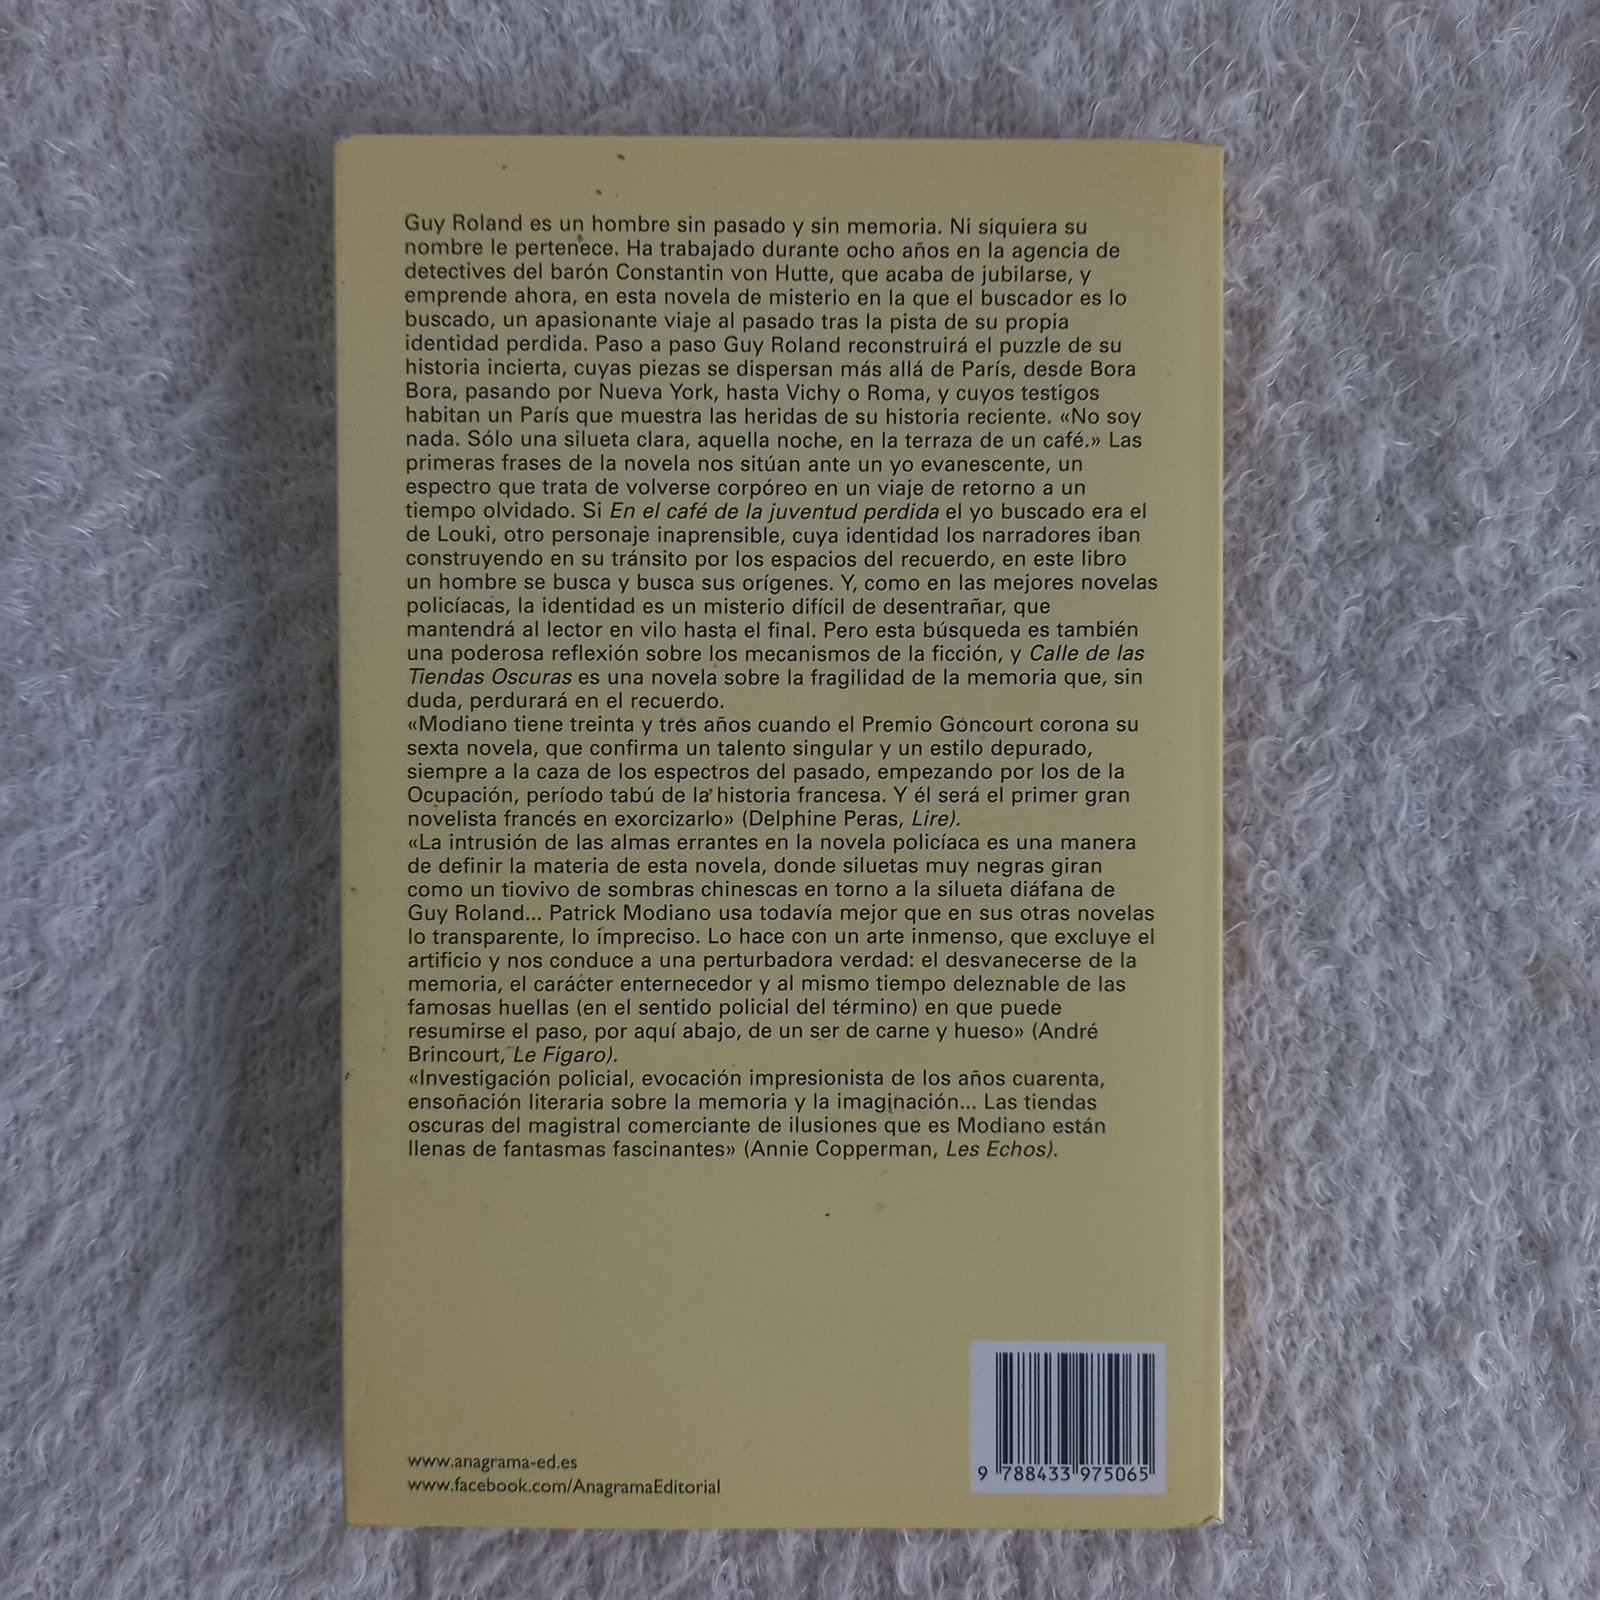 Guy Roland es un hombre sin pasado y sin memoria. Ni siquiera su
nombre le pertenece. Ha trabajado durante ocho años en la agencia de
detectives del barón Constantin von Hutte, que acaba de jubilarse, y
emprende ahora, en esta novela de misterio en la que el buscador es lo
buscado, un apasionante viaje al pasado tras la pista de su propia
identidad perdida. Paso a paso Guy Roland reconstruirá el puzzle de su
historia incierta, cuyas piezas se dispersan más allá de París, desde Bora
Bora, pasando por Nueva York, hasta Vichy o Roma, y cuyos testigos
habitan un París que muestra las heridas de su historia reciente. «No soy
nada. Sólo una silueta clara, aquella noche, en la terraza de un café.» Las
primeras frases de la novela nos sitúan ante un yo evanescente, un
espectro que trata de volverse corpóreo en un viaje de retorno a un
tiempo olvidado. Si En el café de la juventud perdida el yo buscado era el
de Louki, otro personaje inaprensible, cuya identidad los narradores iban
construyendo en su tránsito por los espacios del recuerdo, en este libro
un hombre se busca y busca sus orígenes. Y, como en las mejores novelas
policíacas, la identidad es un misterio difícil de desentrañar, que
mantendrá al lector en vilo hasta el final. Pero esta búsqueda es también
una poderosa reflexión sobre los mecanismos de la ficción, y Calle de las
Tiendas Oscuras es una novela sobre la fragilidad de la memoria que, sin
duda, perdurará en el recuerdo.
«Modiano tiene treinta y tres años cuando el Premio Goncourt corona su
sexta novela, que confirma un talento singular y un estilo depurado,
siempre a la caza de los espectros del pasado, empezando por los de la
Ocupación, período tabú de la historia francesa. Y él será el primer gran
novelista francés en exorcizarlo» (Delphine Peras, Lire).
«La intrusión de las almas errantes en la novela policíaca es una manera
de definir la materia de esta novela, donde siluetas muy negras giran
como un tiovivo de sombras chinescas en torno a la silueta diáfana de
Guy Roland... Patrick Modiano usa todavía mejor que en sus otras novelas
lo transparente, lo impreciso. Lo hace con un arte inmenso, que excluye el
artificio y nos conduce a una perturbadora verdad: el desvanecerse de la
memoria, el carácter enternecedor y al mismo tiempo deleznable de las
famosas huellas (en el sentido policial del término) en que puede
resumirse el paso, por aquí abajo, de un ser de carne y hueso» (André
Brincourt, Le Figaro).
«Investigación policial, evocación impresionista de los años cuarenta,
ensoñación literaria sobre la memoria y la imaginación... Las tiendas
oscuras del magistral comerciante de ilusiones que es Modiano están
llenas de fantasmas fascinantes» (Annie Copperman, Les Echos).
www.anagrama-ed.es
www.facebook.com/AnagramaEditorial
9 788433 975065